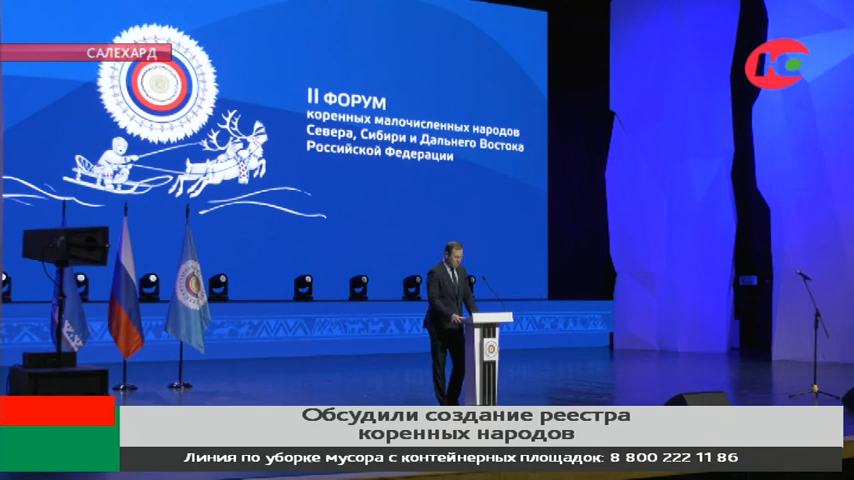 САЛЕХАРД
II ФОРУМ
коренных малочисленных народов
Севера, Сибири и Дальнего Востока
Российской Федерации
Ю
Обсудили создание реестра
коренных народов
Линия по уборке мусора с контейнерных площадок: 8 800 222 11 86